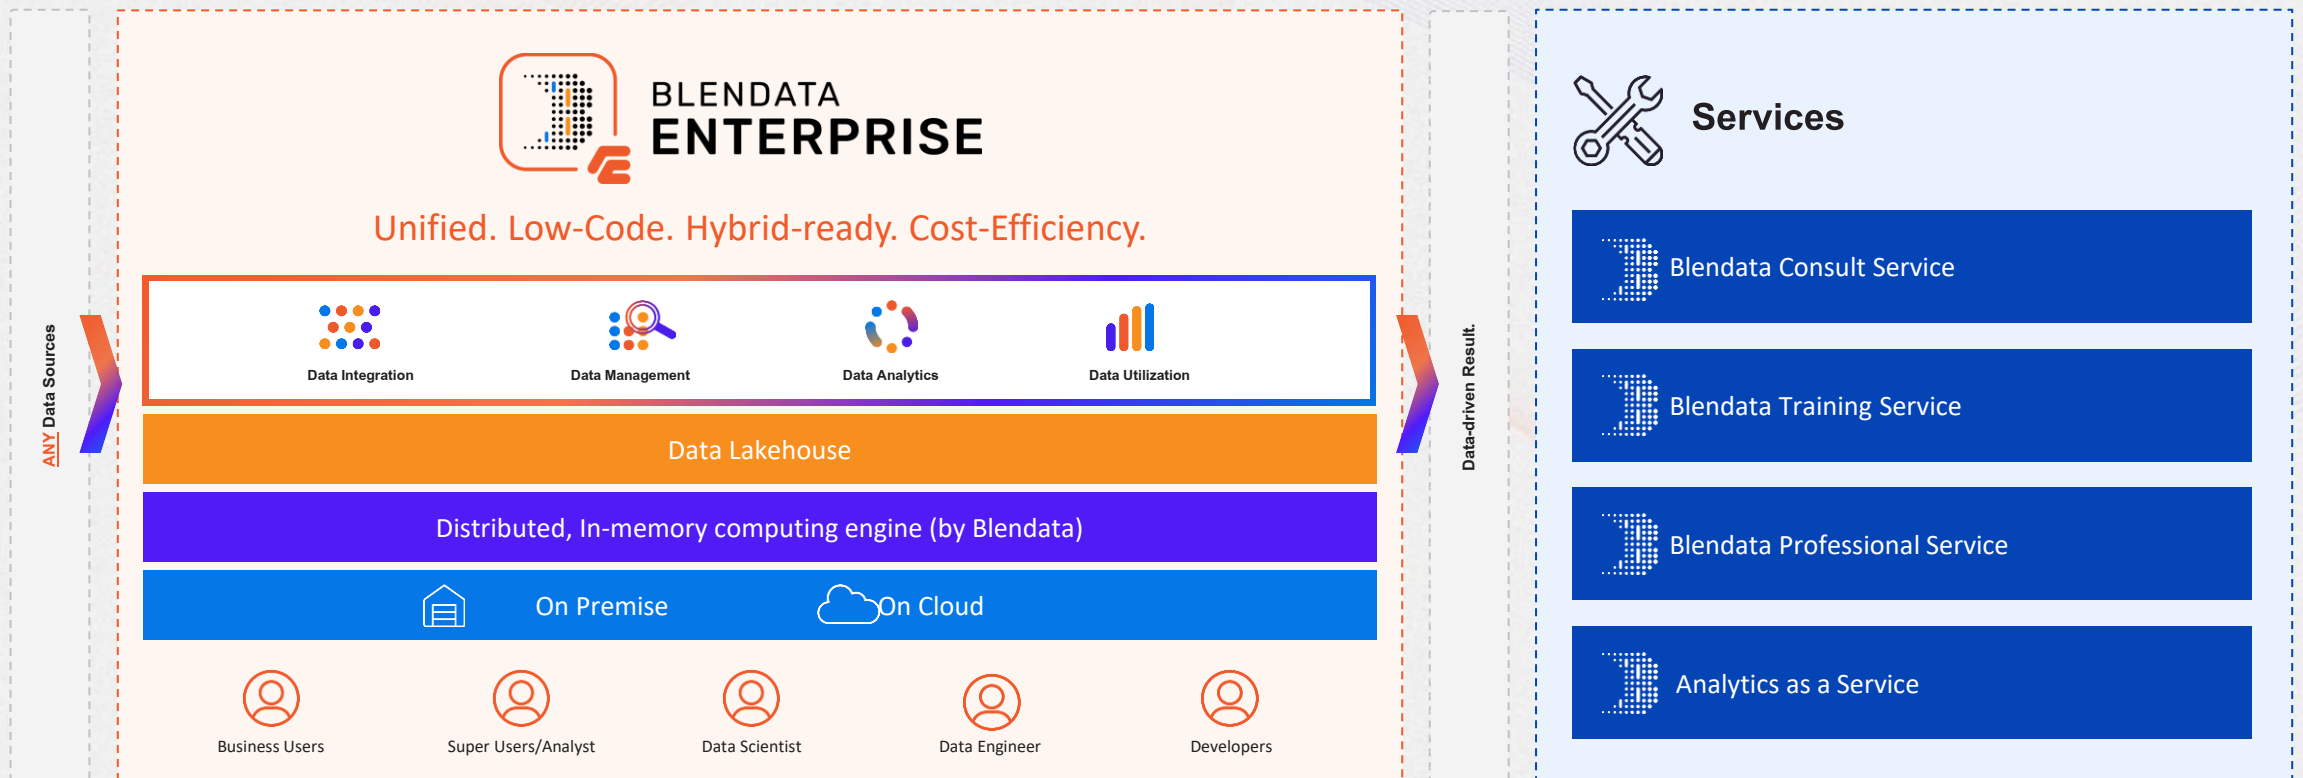 ANY Data Sources
BLENDATA
ENTERPRISE
Unified. Low-Code. Hybrid-ready. Cost-Efficiency.
Data Integration
Data Management
Data Analytics
Data Utilization
Data Lakehouse
Distributed, In-memory computing engine (by Blendata)
On Premise
On Cloud
Business Users
Super Users/Analyst
Data Scientist
Data Engineer
Developers
Data-driven Result.
Services
Blendata Consult Service
Blendata Training Service
Blendata Professional Service
Analytics as a Service